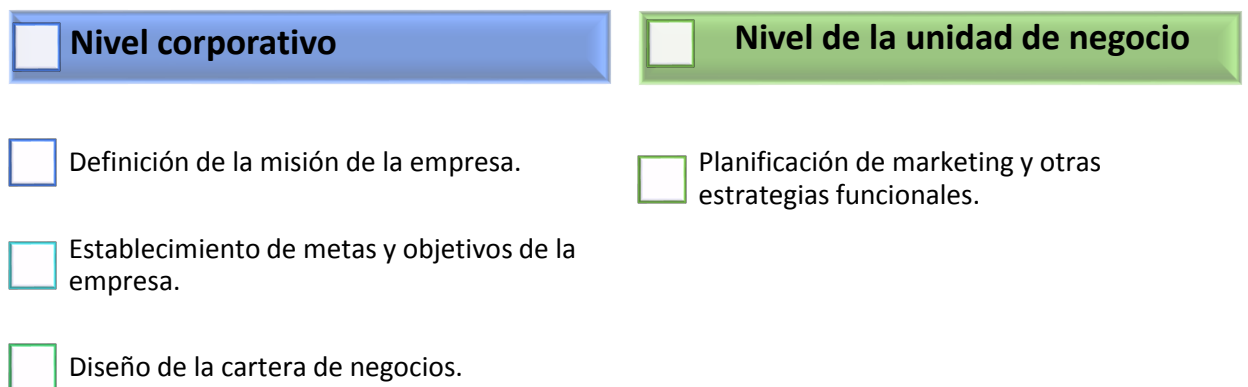 Nivel corporativo
Definición de la misión de la empresa.
Establecimiento de metas y objetivos de la
empresa.
Diseño de la cartera de negocios.
Nivel de la unidad de negocio
Planificación de marketing y otras
estrategias funcionales.